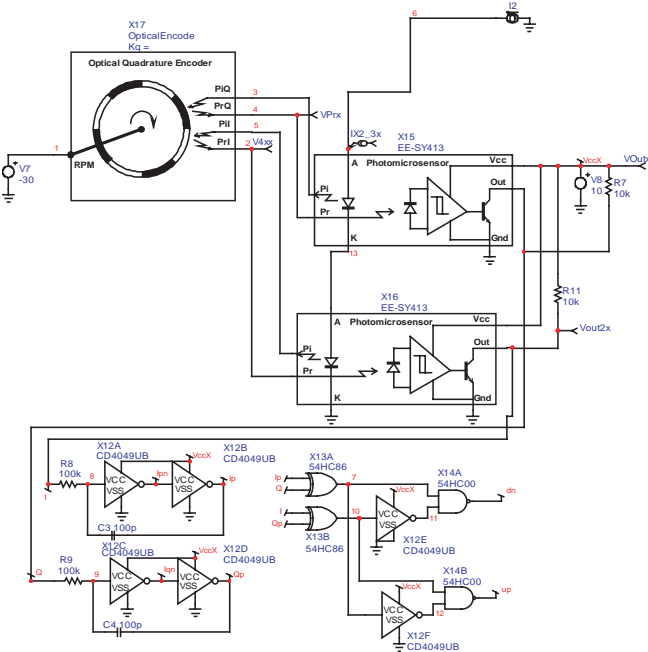 6
I2
X17
OpticalEncode
Kq =
Optical Quadrature Encoder
PiQ
3
PrQ
4
VPrx
PiI
5
PrI
2
V4xx
1
RPM
V7
-30
IX2_3x
X15
EE-SY413
A
Photomicrosensor
Vcc
VccX
VOut
Out
Pi
Pr
V8
10
R7
10k
K
Gnd
13
X16
EE-SY413
R11
10k
A
Photomicrosensor
Vcc
Vout2x
Out
Pi
Pr
K
Gnd
X12A
CD4049UB
X12B
CD4049UB
VccX
R8
100k
8
VCC
VSS
Ipn
VCC
VSS
Ip
I
C3 100p
X12C
CD4049UB
X12D
CD4049UB
VccX
R9
100k
Q
9
VCC
VSS
Iqn
VCC
VSS
Qp
C4 100p
X13A
54HC86
Ip
Q
7
X14A
54HC00
VccX
dn
I
Qp
10
VCC
VSS
11
X13B
54HC86
X12E
CD4049UB
X14B
54HC00
VccX
up
VCC
VSS
12
X12F
CD4049UB